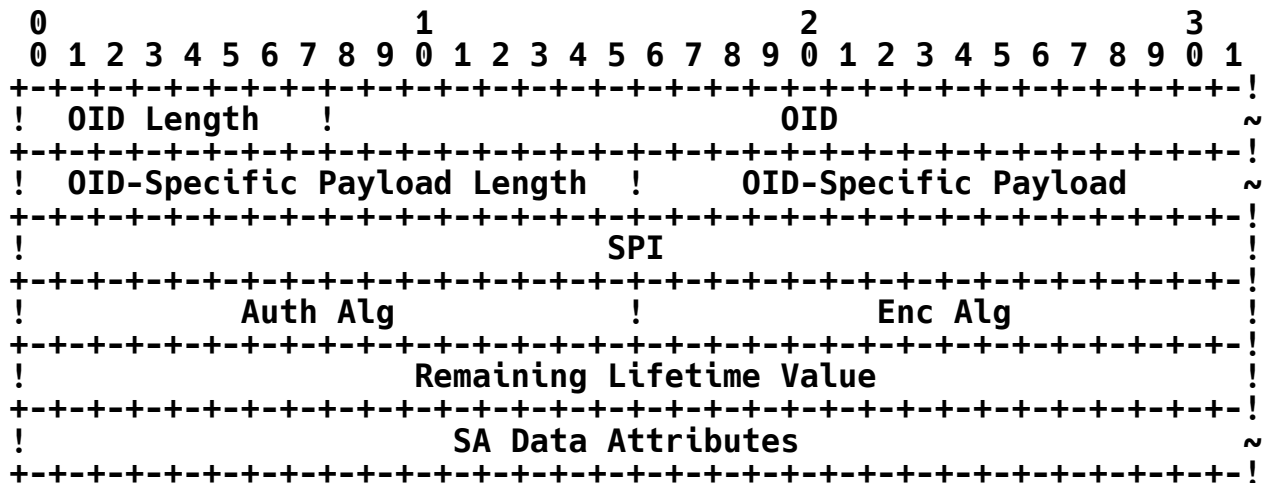 0                   1                   2                   3
 0 1 2 3 4 5 6 7 8 9 0 1 2 3 4 5 6 7 8 9 0 1 2 3 4 5 6 7 8 9 0 1
+-+-+-+-+-+-+-+-+-+-+-+-+-+-+-+-+-+-+-+-+-+-+-+-+-+-+-+-+-+-+-+-!
!  OID Length   !                       OID                     ~
+-+-+-+-+-+-+-+-+-+-+-+-+-+-+-+-+-+-+-+-+-+-+-+-+-+-+-+-+-+-+-+-!
!  OID-Specific Payload Length  !     OID-Specific Payload      ~
+-+-+-+-+-+-+-+-+-+-+-+-+-+-+-+-+-+-+-+-+-+-+-+-+-+-+-+-+-+-+-+-!
!                              SPI                              !
+-+-+-+-+-+-+-+-+-+-+-+-+-+-+-+-+-+-+-+-+-+-+-+-+-+-+-+-+-+-+-+-!
!           Auth Alg            !            Enc Alg            !
+-+-+-+-+-+-+-+-+-+-+-+-+-+-+-+-+-+-+-+-+-+-+-+-+-+-+-+-+-+-+-+-!
!                    Remaining Lifetime Value                   !
+-+-+-+-+-+-+-+-+-+-+-+-+-+-+-+-+-+-+-+-+-+-+-+-+-+-+-+-+-+-+-+-!
!                      SA Data Attributes                       ~
+-+-+-+-+-+-+-+-+-+-+-+-+-+-+-+-+-+-+-+-+-+-+-+-+-+-+-+-+-+-+-+-!